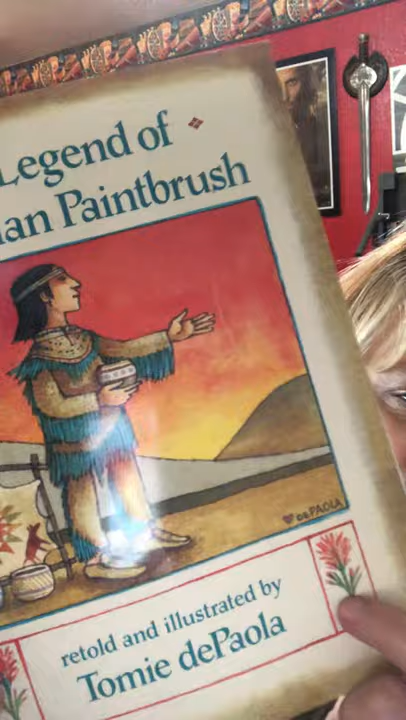 Legend of
ian Paintbrush
dePAOLA
retold and illustrated by
Tomie dePaola